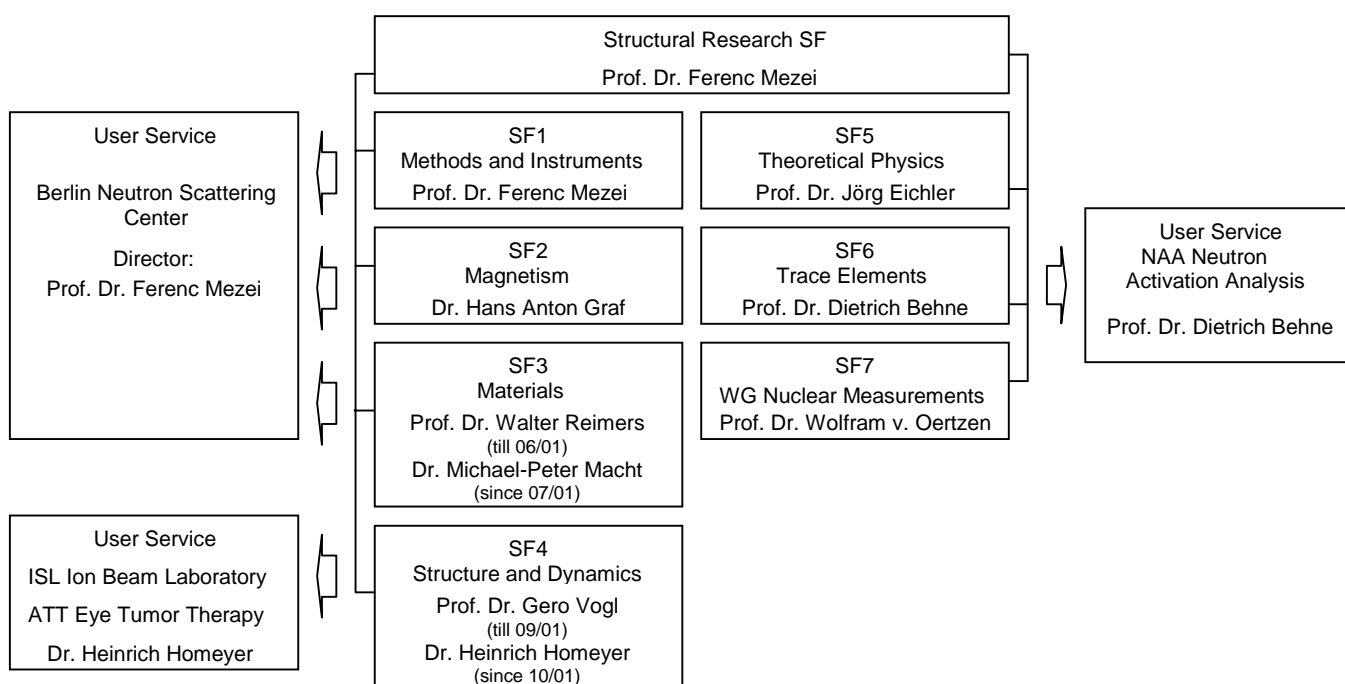 Structural Research SF
Prof. Dr. Ferenc Mezei
User Service
Berlin Neutron Scattering
Center
Director:
Prof. Dr. Ferenc Mezei
SF1
Methods and Instruments
Prof. Dr. Ferenc Mezei
SF5
Theoretical Physics
Prof. Dr. Jörg Eichler
SF2
Magnetism
Dr. Hans Anton Graf
SF6
Trace Elements
Prof. Dr. Dietrich Behne
User Service
NAA Neutron
Activation Analysis
Prof. Dr. Dietrich Behne
SF3
Materials
Prof. Dr. Walter Reimers
(till 06/01)
Dr. Michael-Peter Macht
(since 07/01)
SF7
WG Nuclear Measurements
Prof. Dr. Wolfram v. Oertzen
User Service
ISL Ion Beam Laboratory
ATT Eye Tumor Therapy
Dr. Heinrich Homeyer
SF4
Structure and Dynamics
Prof. Dr. Gero Vogl
(till 09/01)
Dr. Heinrich Homeyer
(since 10/01)